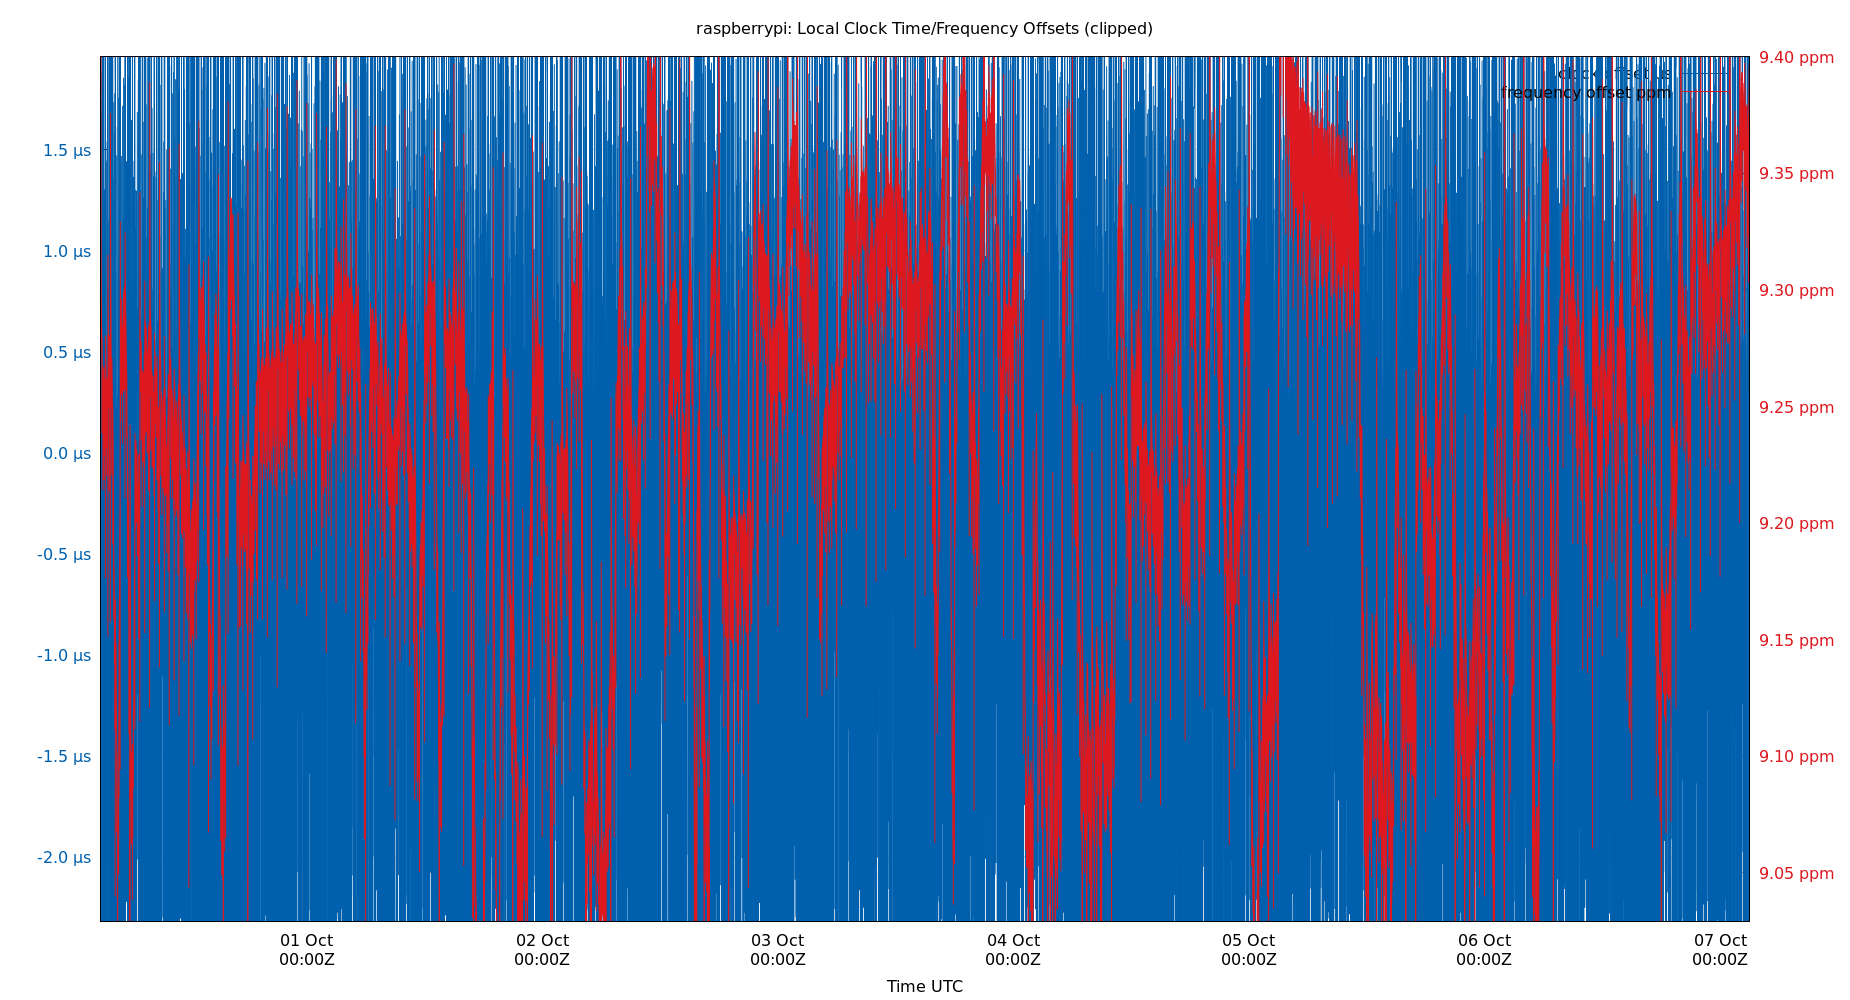 raspberrypi: Local Clock Time/Frequency Offsets (clipped)
9.40 ppm
clock offset us
frequency offset ppm
1.5 µs
9.35 ppm
1.0 µs
9.30 ppm
0.5 µs
9.25 ppm
0.0 µs
9.20 ppm
-0.5 µs
9.15 ppm
-1.0 µs
9.10 ppm
-1.5 µs
9.05 ppm
-2.0 µs
01 Oct 02 Oct 03 Oct 04 Oct 05 Oct 06 Oct 07 Oct
00:00Z 00:00Z 00:00Z 00:00Z 00:00Z 00:00Z 00:00Z
Time UTC